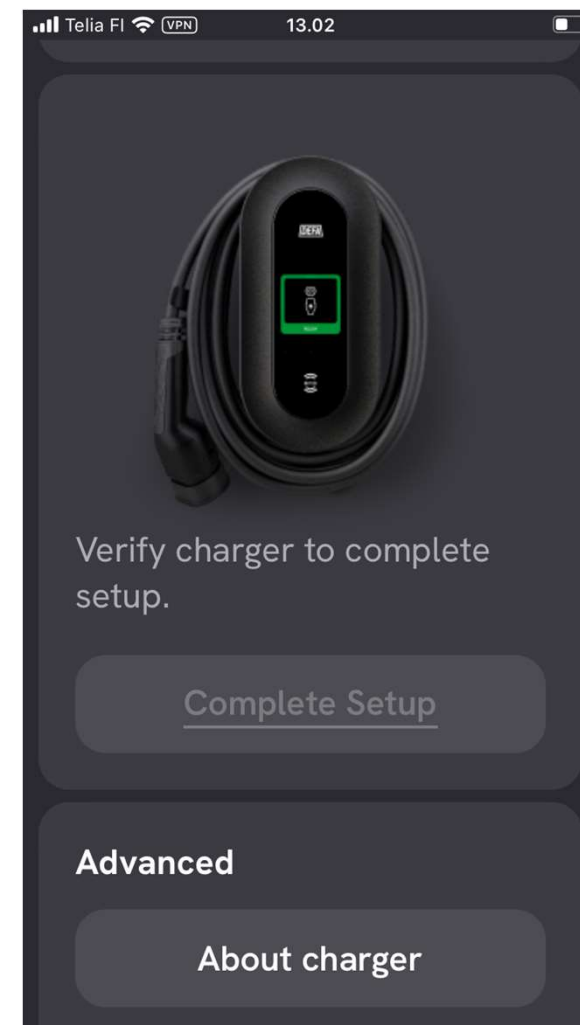 Telia FI VPN 13.02
DEFA
Verify charger to complete
setup.
Complete Setup
Advanced
About charger